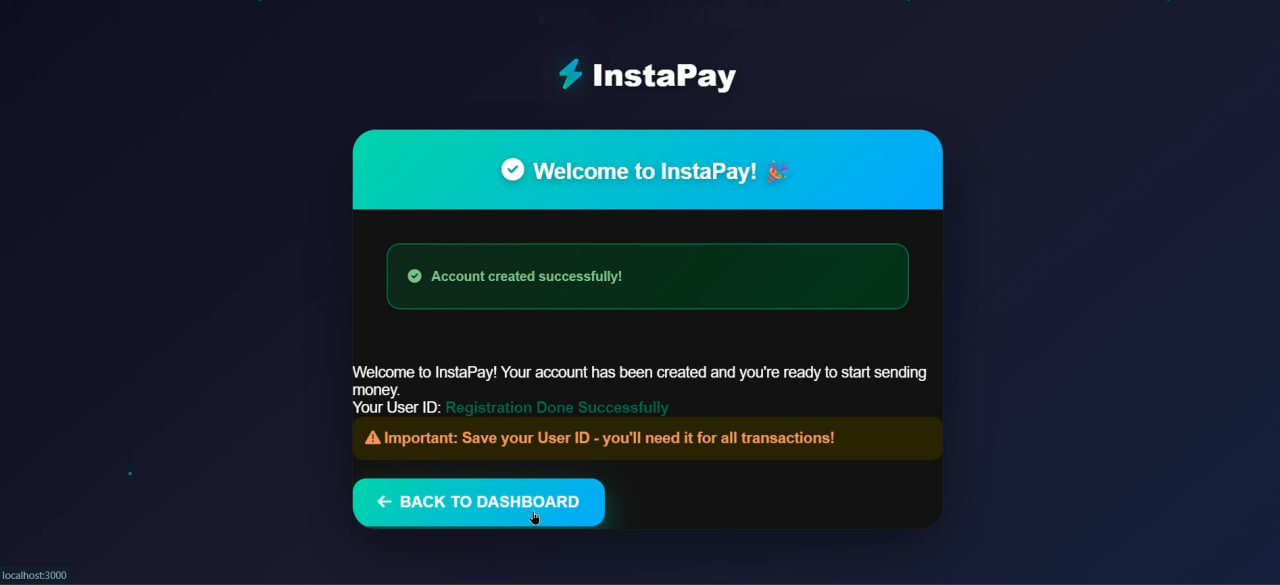 InstaPay
Welcome to InstaPay! 🎉
Account created successfully!
Welcome to InstaPay! Your account has been created and you're ready to start sending
money.
Your User ID: Registration Done Successfully
Important: Save your User ID - you'll need it for all transactions!
BACK TO DASHBOARD
localhost:3000